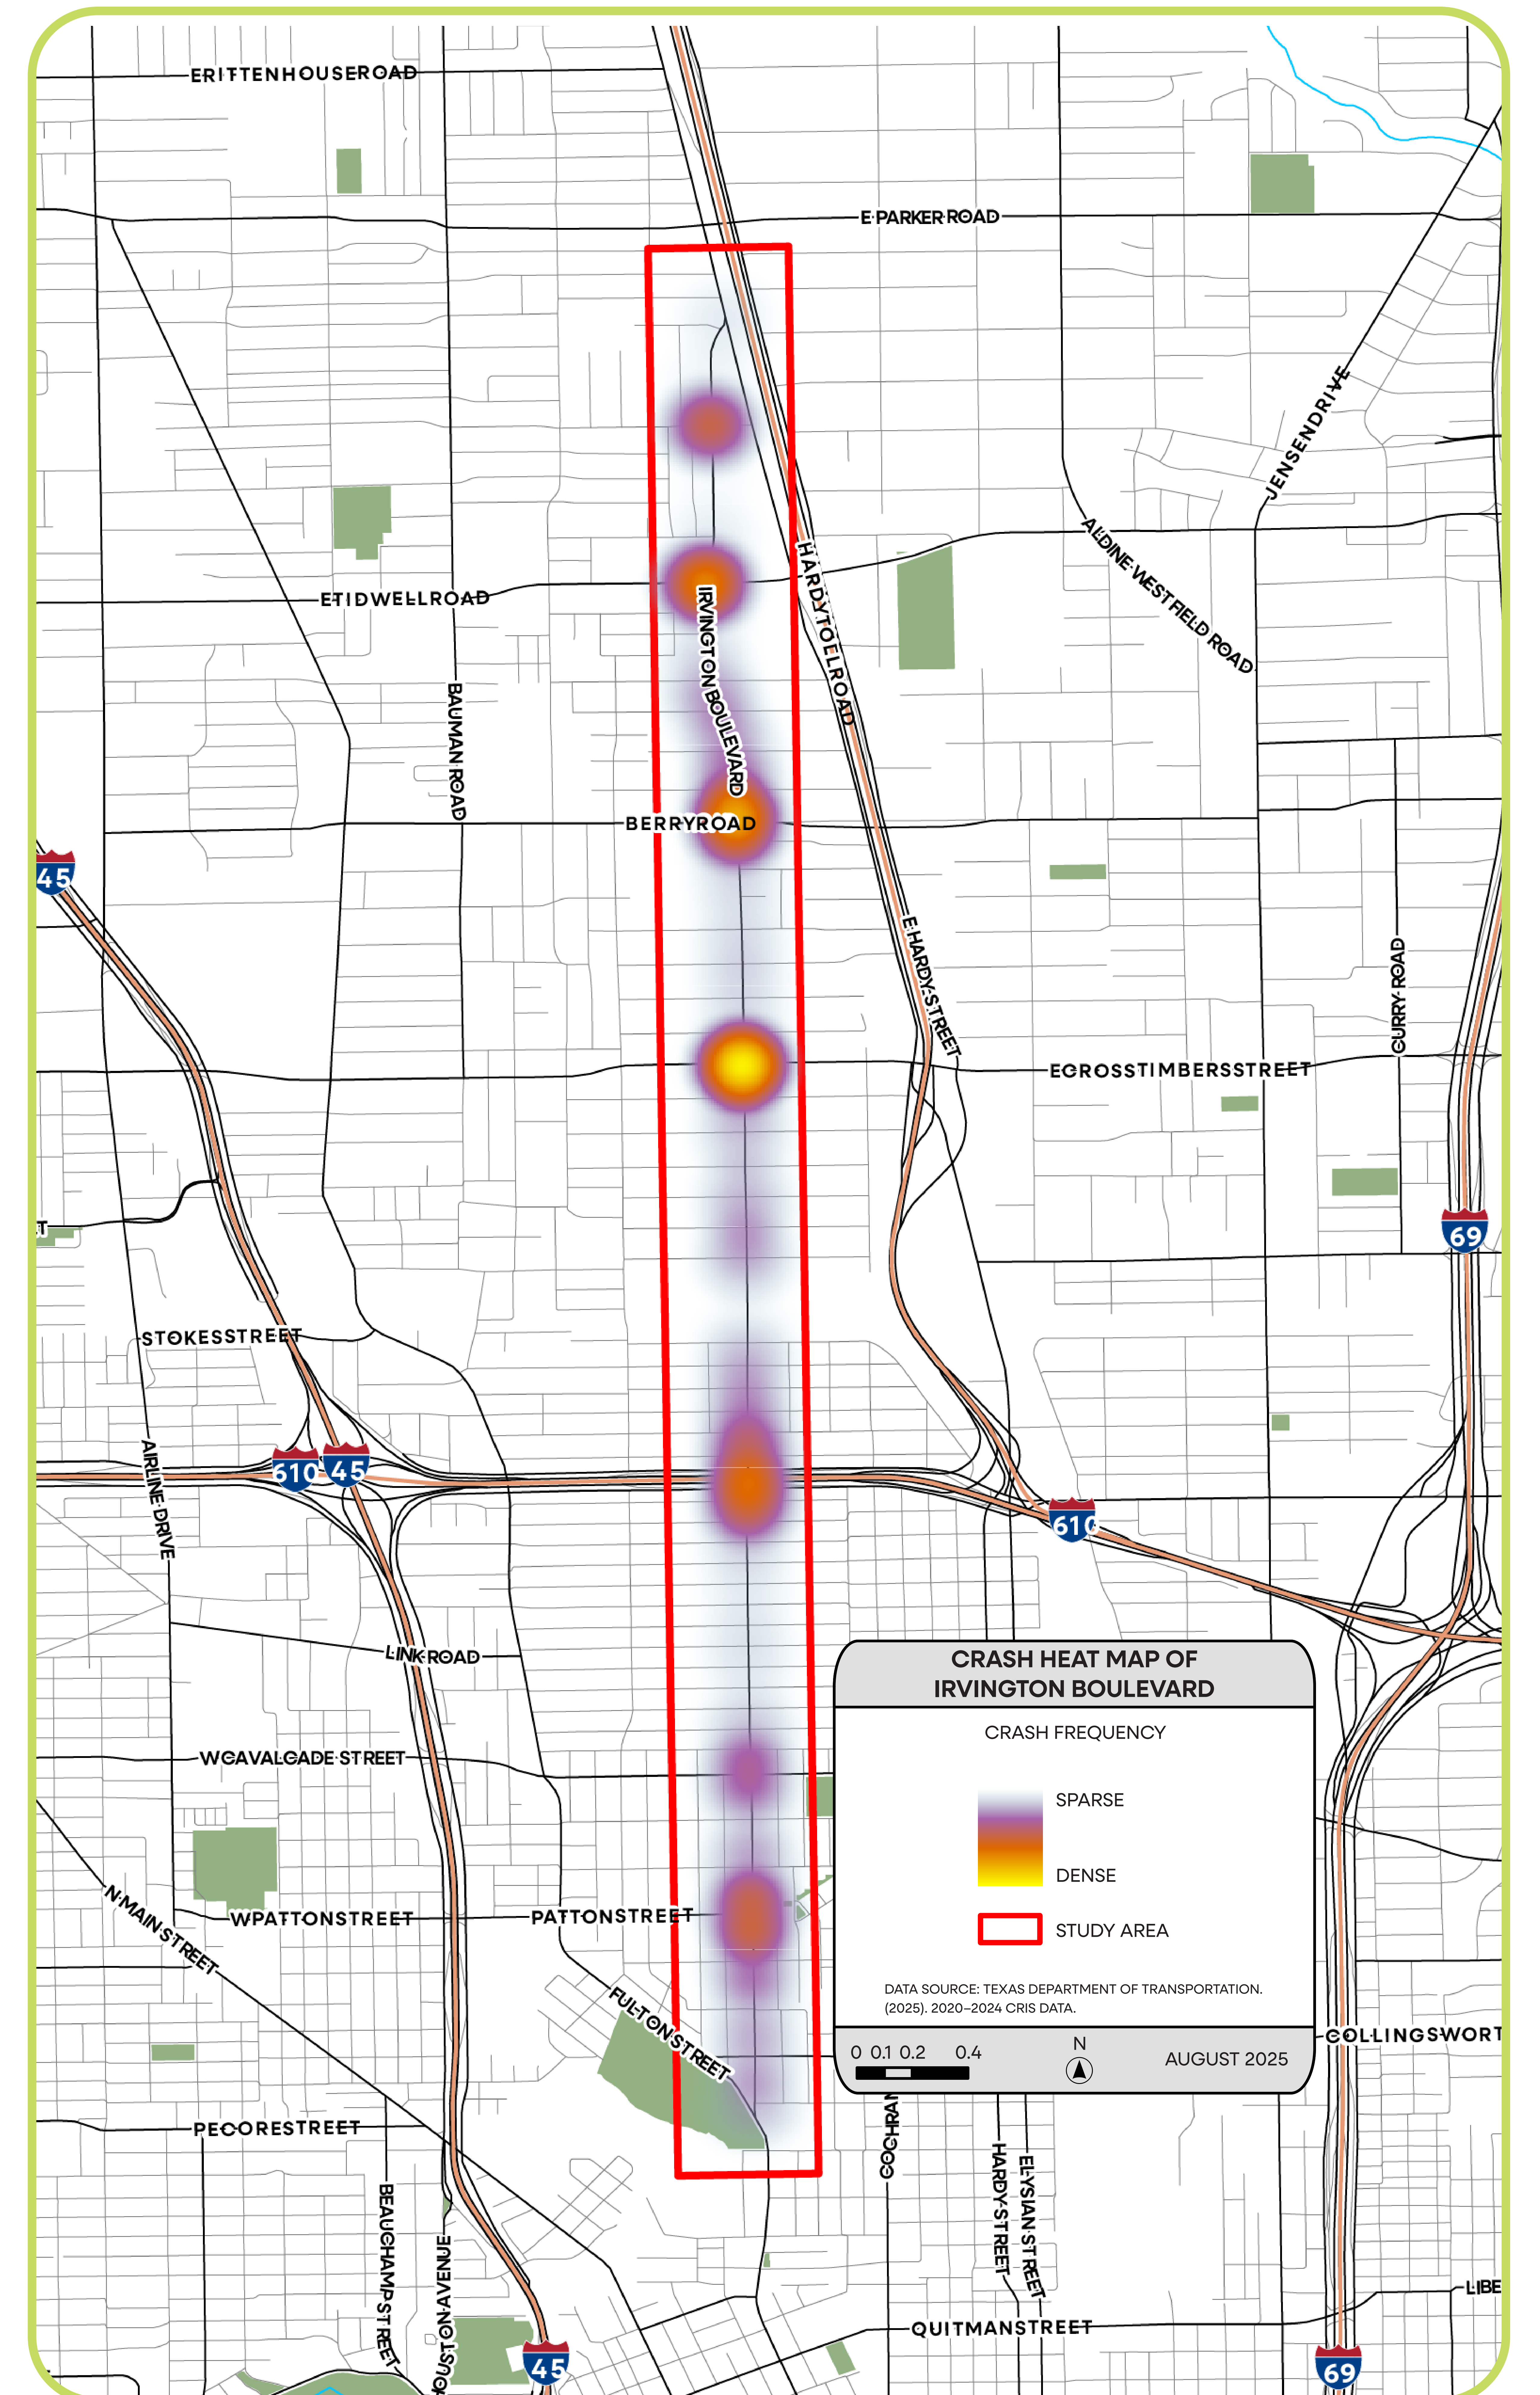 E RITTENHOUSE ROAD
E PARKER ROAD
JENSEN DRIVE
ALDINE WESTFIELD ROAD
HARDY TOLL ROAD
E TIDWELL ROAD
IRVINGTON BOULEVARD
BAUMAN ROAD
BERRY ROAD
45
E HARDY STREET
CURRY ROAD
E CROSSTIMBERS STREET
69
STOKES STREET
AIRLINE DRIVE
610
45
610
LINK ROAD
W CAVALCADE STREET
N MAIN STREET
W PATTON STREET
PATTON STREET
FULTON STREET
CRASH HEAT MAP OF
IRVINGTON BOULEVARD
CRASH FREQUENCY
SPARSE
DENSE
STUDY AREA
DATA SOURCE: TEXAS DEPARTMENT OF TRANSPORTATION.
(2025). 2020–2024 CRIS DATA.
0 0.1 0.2 0.4
N
AUGUST 2025
COLLINGSWORT
PECORE STREET
COCHRAN
HARDY STREET
ELYSIAN STREET
BEAUCHAMP STREET
HOUSTON AVENUE
LIBE
QUITMAN STREET
45
69